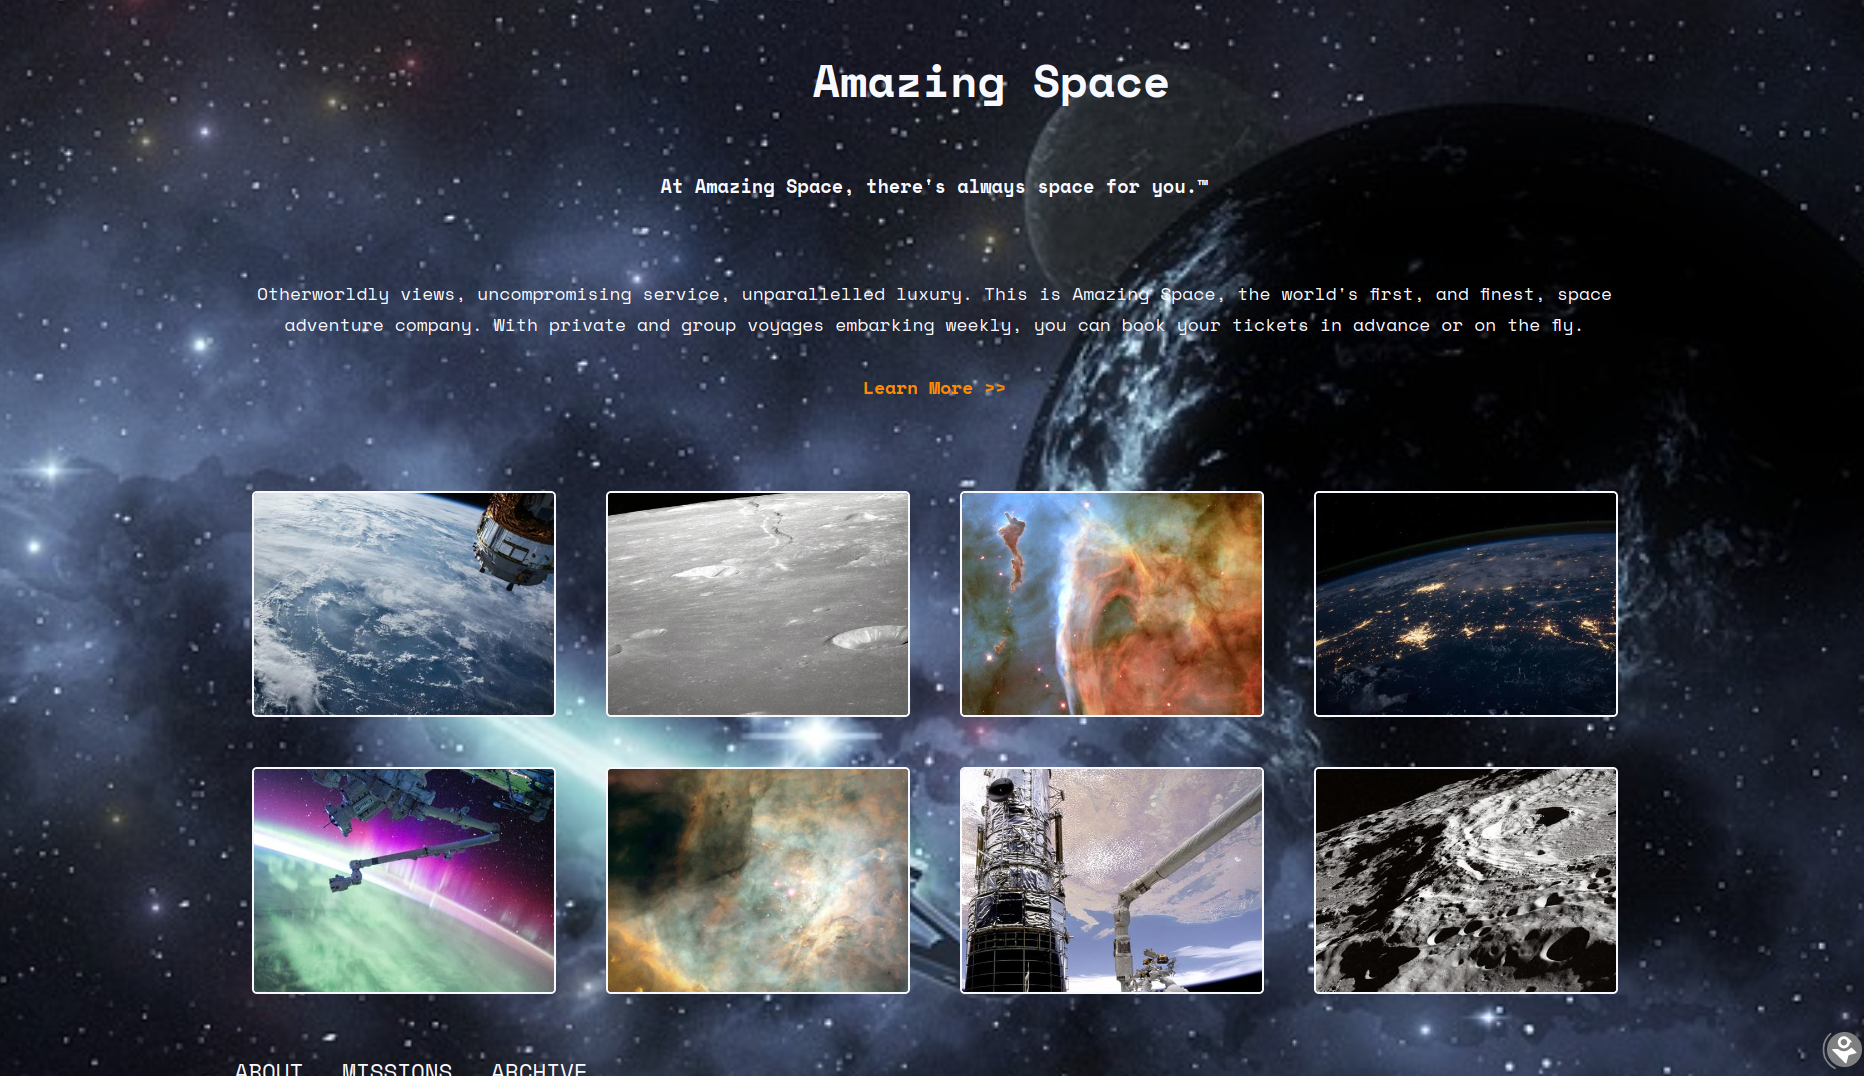 Amazing Space
At Amazing Space, there's always space for you.™
Otherworldly views, uncompromising service, unparallelled luxury. This is Amazing Space, the world's first, and finest, space
adventure company. With private and group voyages embarking weekly, you can book your tickets in advance or on the fly.
Learn More >>
ABOUT MISSIONS ARCHIVE